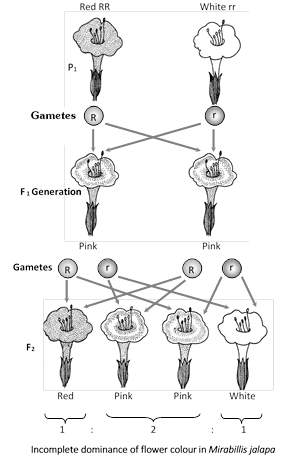 Red RR White rr
P1
Gametes R r
F1 Generation
Pink Pink
Gametes R r R r
F2
Red Pink Pink White
1 : 2 : 1
Incomplete dominance of flower colour in Mirabillis jalapa